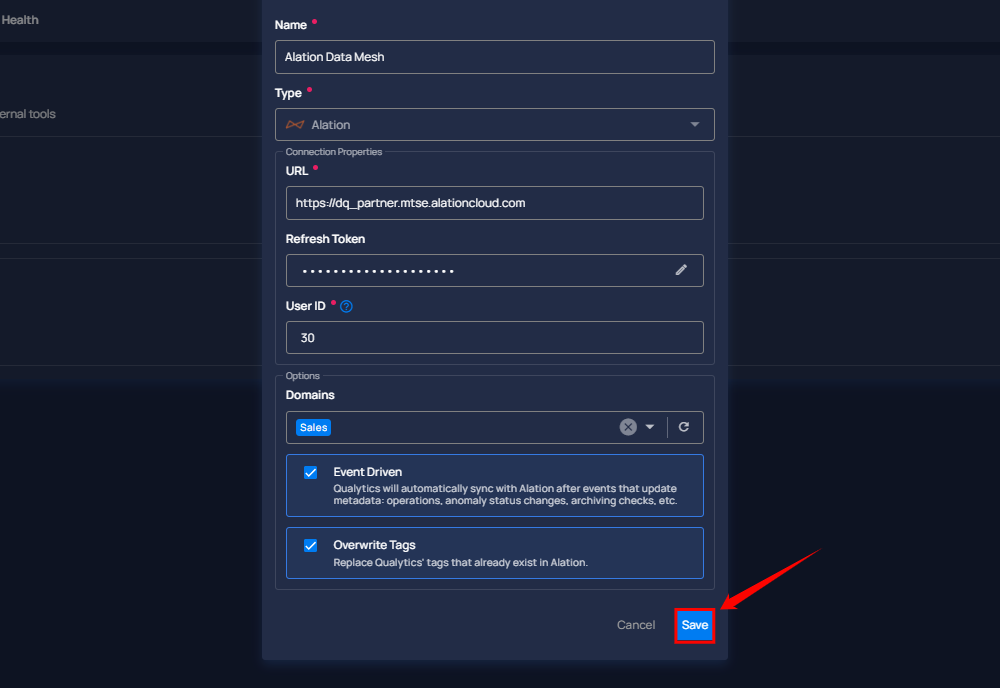 Health
ernal tools
Name *
Alation Data Mesh
Type *
Alation
Connection Properties
URL *
https://dq_partner.mtse.alationcloud.com
Refresh Token
••••••••••••••••••••
User ID *
30
Options
Domains
Sales
Event Driven
Qualytics will automatically sync with Alation after events that update
metadata: operations, anomaly status changes, archiving checks, etc.
Overwrite Tags
Replace Qualytics' tags that already exist in Alation.
Cancel
Save